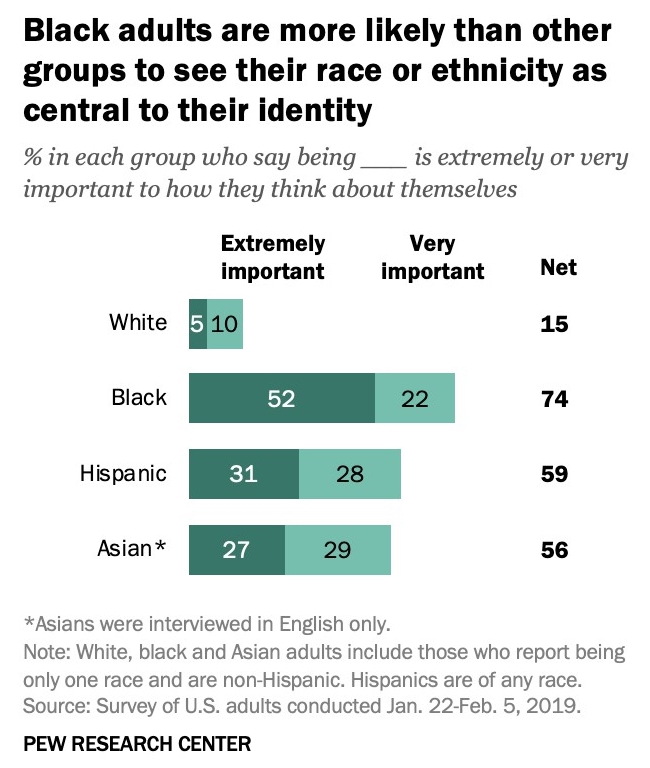 Black adults are more likely than other
groups to see their race or ethnicity as
central to their identity
% in each group who say being ___ is extremely or very
important to how they think about themselves
Extremely important
Very important
Net
White 5 10 15
Black 52 22 74
Hispanic 31 28 59
Asian* 27 29 56
*Asians were interviewed in English only.
Note: White, black and Asian adults include those who report being
only one race and are non-Hispanic. Hispanics are of any race.
Source: Survey of U.S. adults conducted Jan. 22-Feb. 5, 2019.
PEW RESEARCH CENTER